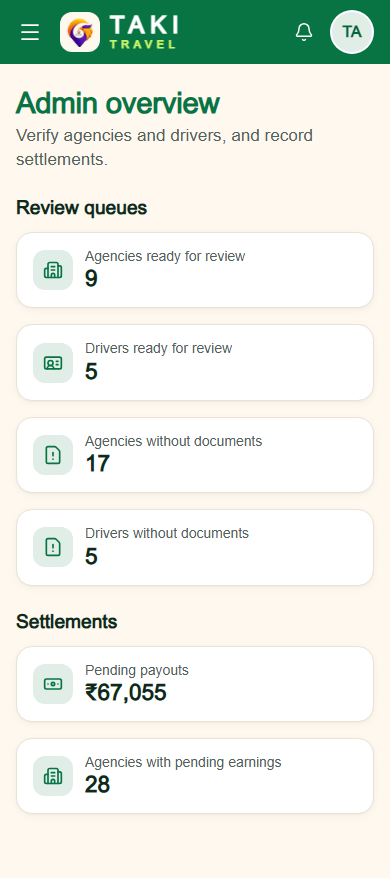 TAKI
TRAVEL
TA
Admin overview
Verify agencies and drivers, and record
settlements.
Review queues
Agencies ready for review
9
Drivers ready for review
5
Agencies without documents
17
Drivers without documents
5
Settlements
Pending payouts
₹67,055
Agencies with pending earnings
28